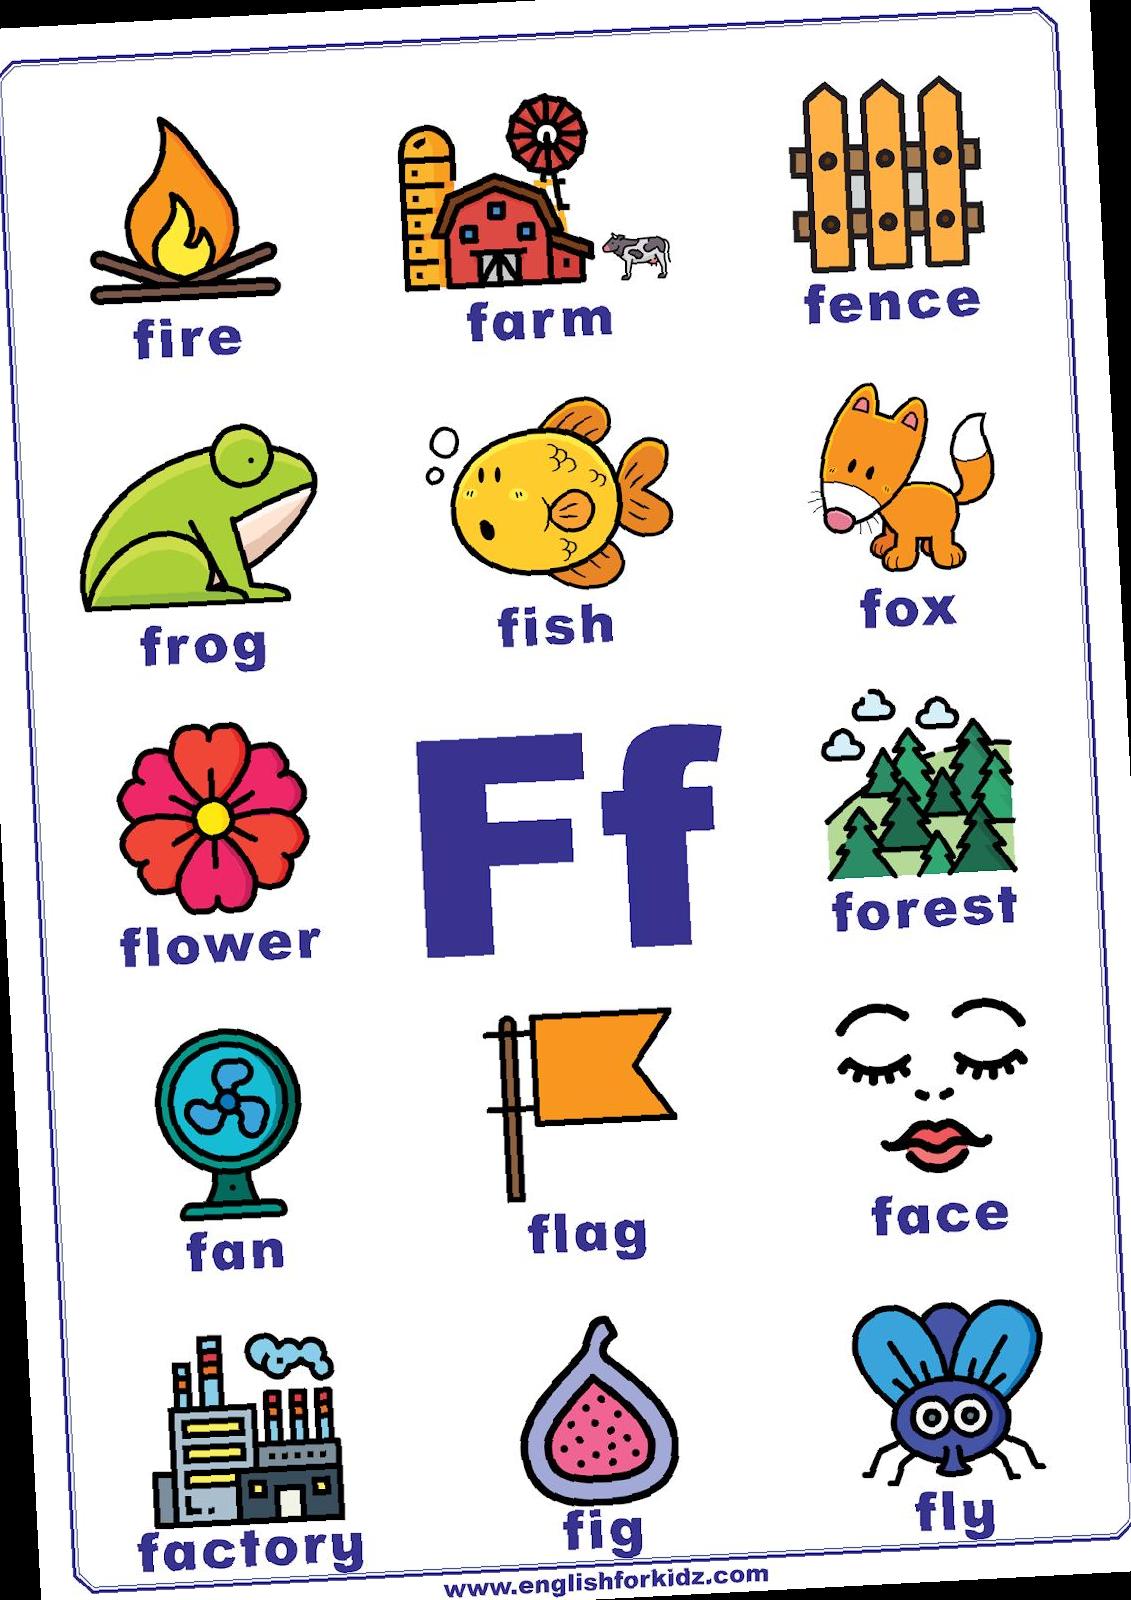 fire farm fence
frog fish fox
flower Ff forest
fan flag face
factory fig fly
www.englishforkidz.com